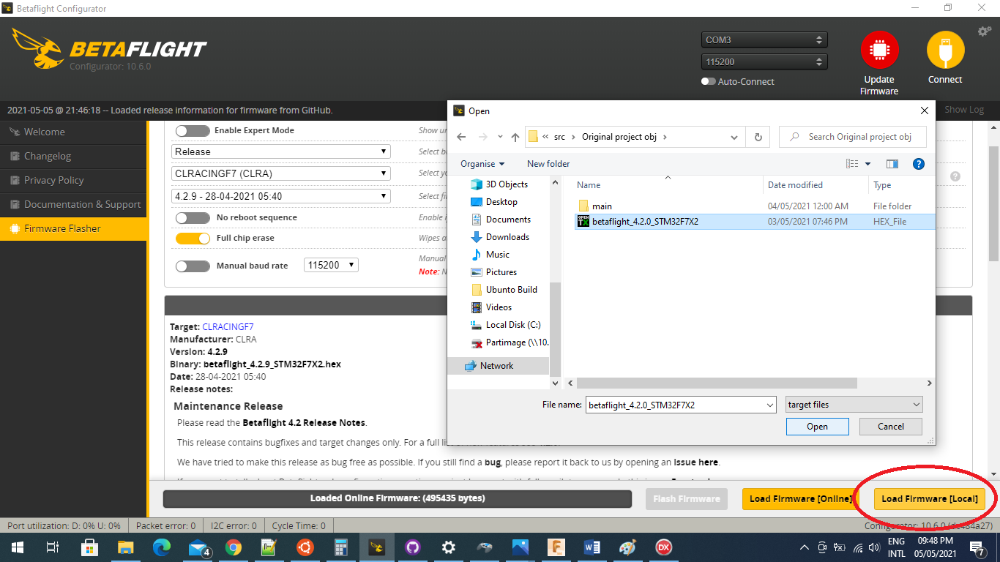 Betaflight Configurator
BETAFLIGHT
Configurator: 10.6.0
COM3
115200
Auto-Connect
Update
Firmware
Connect
2021-05-05 @ 21:46:18 -- Loaded release information for firmware from GitHub.
Show Log
Welcome
Changelog
Privacy Policy
Documentation & Support
Firmware Flasher
Enable Expert Mode
Show
Release
Select
CLRACINGF7 (CLRA)
Select
4.2.9 - 28-04-2021 05:40
Select
No reboot sequence
Enable
Full chip erase
Wipes
Manual baud rate
115200
Manual
Note:
Target: CLRACINGF7
Manufacturer: CLRA
Version: 4.2.9
Binary: betaflight_4.2.9_STM32F7X2.hex
Date: 28-04-2021 05:40
Release notes:
Maintenance Release
Please read the Betaflight 4.2 Release Notes.
This release contains bugfixes and target changes only. For a full
We have tried to make this release as bug free as possible. If you still find a bug, please report it back to us by opening an Issue here.
Open
« src › Original project obj ›
Search Original project obj
Organise
New folder
Name
Date modified
Type
3D Objects
Desktop
Documents
Downloads
Music
Pictures
Ubunto Build
Videos
Local Disk (C:)
Partimage (\\10.
Network
main
04/05/2021 12:00 AM
File folder
OPEN TX
betaflight_4.2.0_STM32F7X2
03/05/2021 07:46 PM
HEX_File
File name:
betaflight_4.2.0_STM32F7X2
target files
Open
Cancel
Loaded Online Firmware: (495435 bytes)
Flash Firmware
Load Firmware [Online]
Load Firmware [Local]
Port utilization: D: 0% U: 0%
Packet error: 0
I2C error: 0
Cycle Time: 0
Configurator: 10.6.0
4
DX
ENG
INTL
09:48 PM
05/05/2021
7